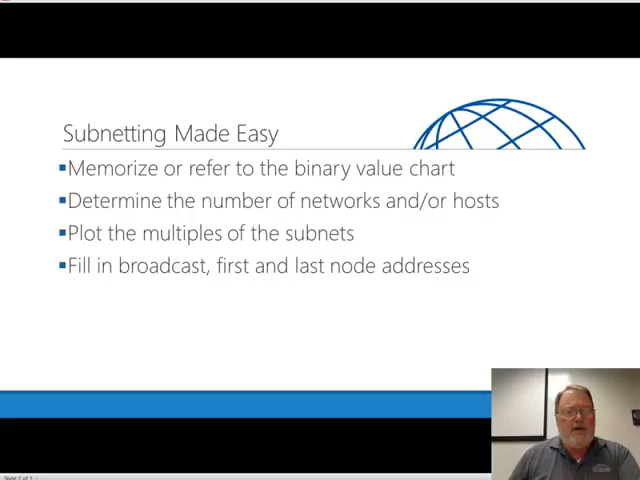 Subnetting Made Easy
▪Memorize or refer to the binary value chart
▪Determine the number of networks and/or hosts
▪Plot the multiples of the subnets
▪Fill in broadcast, first and last node addresses